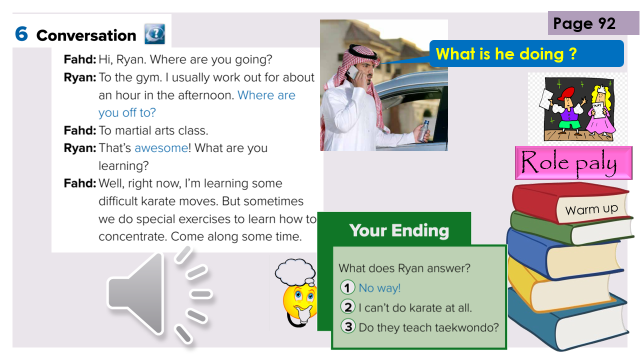 Page 92
6 Conversation
What is he doing ?
Fahd: Hi, Ryan. Where are you going?
Ryan: To the gym. I usually work out for about
an hour in the afternoon. Where are
you off to?
Fahd: To martial arts class.
Ryan: That's awesome! What are you
learning?
Fahd: Well, right now, I'm learning some
difficult karate moves. But sometimes
we do special exercises to learn how to
concentrate. Come along some time.
Role paly
Warm up
Your Ending
What does Ryan answer?
1 No way!
2 I can't do karate at all.
3 Do they teach taekwondo?